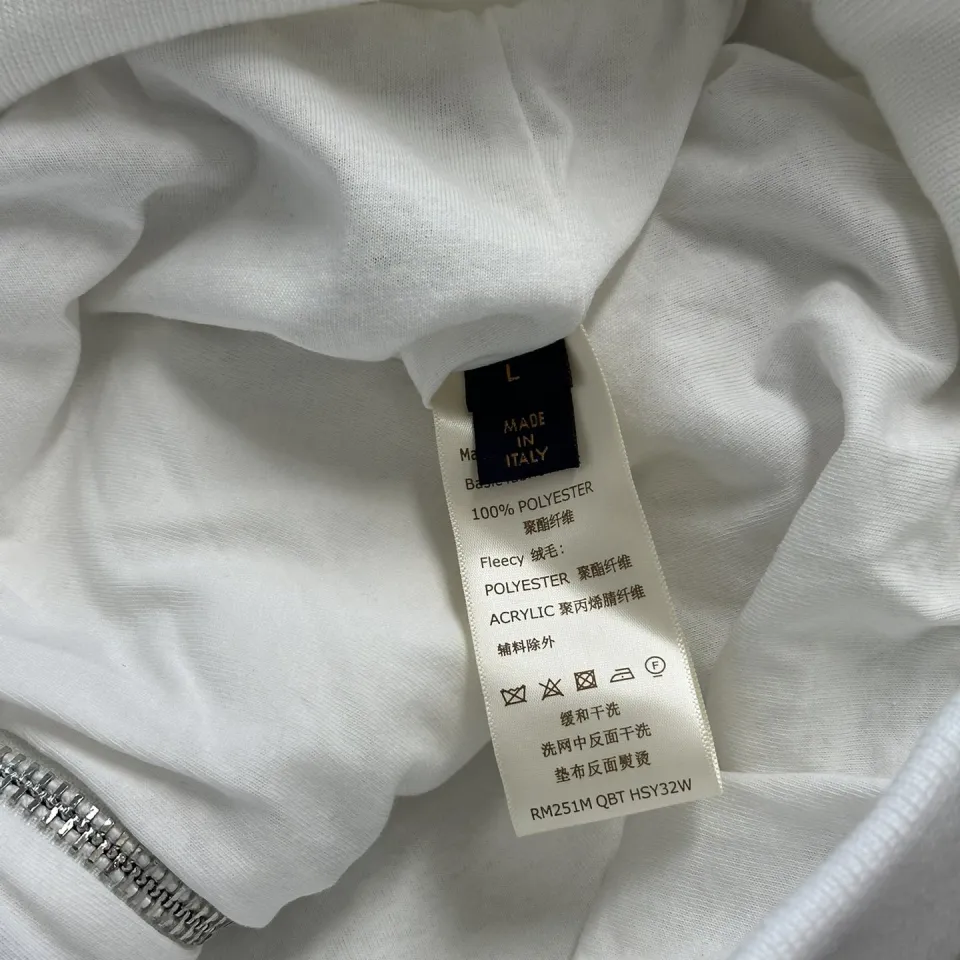 L
MADE
IN
ITALY
100% POLYESTER
聚酯纤维
Fleecy 绒毛:
POLYESTER 聚酯纤维
ACRYLIC 聚丙烯腈纤维
辅料除外
F
缓和干洗
洗网中反面干洗
垫布反面熨烫
RM251M QBT HSY32W